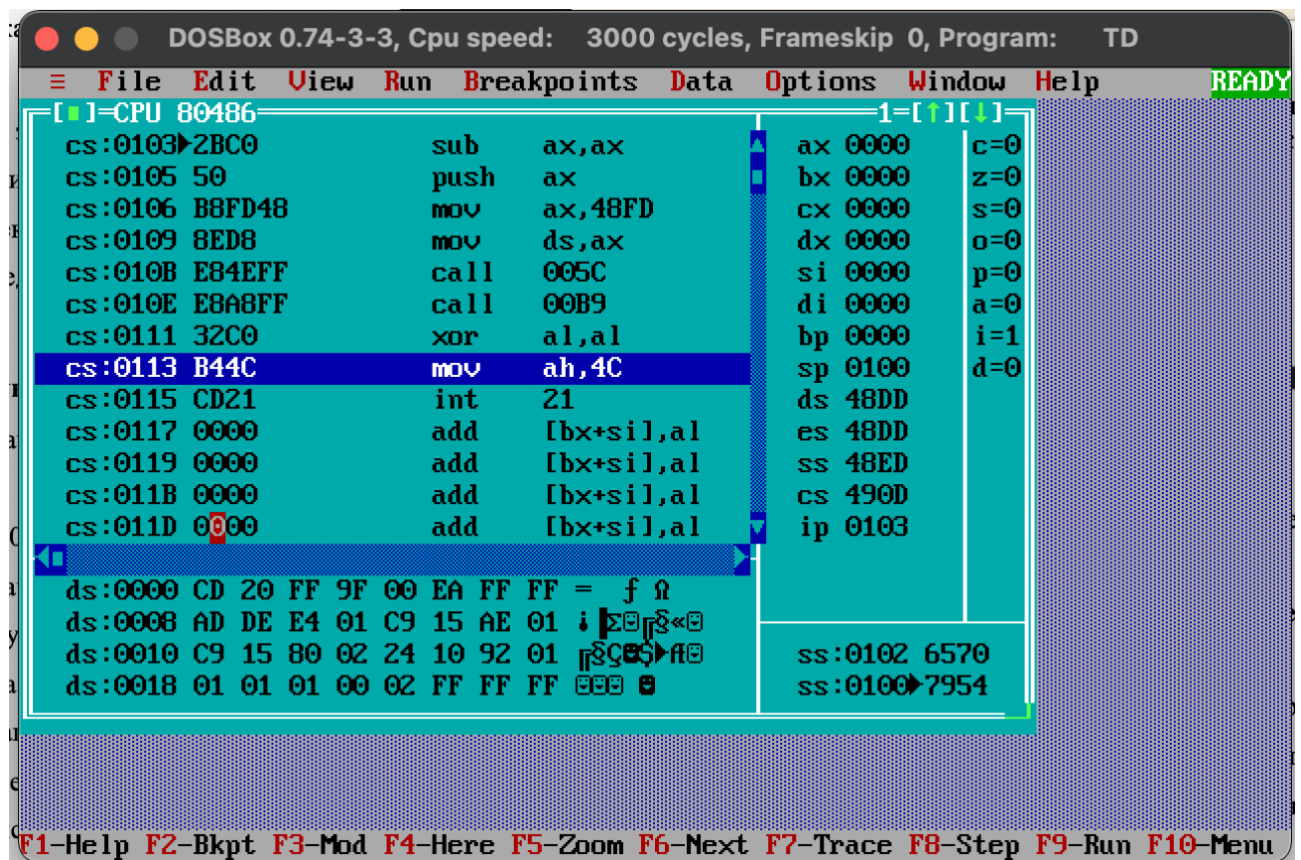 DOSBox 0.74-3-3, Cpu speed: 3000 cycles, Frameskip 0, Program: TD
≡ File Edit View Run Breakpoints Data Options Window Help READY
[■]=CPU 80486 1=[↑][↓]
cs:0103►2BC0 sub ax,ax ax 0000 c=0
cs:0105 50 push ax bx 0000 z=0
cs:0106 B8FD48 mov ax,48FD cx 0000 s=0
cs:0109 8ED8 mov ds,ax dx 0000 o=0
cs:010B E84EFF call 005C si 0000 p=0
cs:010E E8A8FF call 00B9 di 0000 a=0
cs:0111 32C0 xor al,al bp 0000 i=1
cs:0113 B44C mov ah,4C sp 0100 d=0
cs:0115 CD21 int 21 ds 48DD
cs:0117 0000 add [bx+si],al es 48DD
cs:0119 0000 add [bx+si],al ss 48ED
cs:011B 0000 add [bx+si],al cs 490D
cs:011D 0000 add [bx+si],al ip 0103
ds:0000 CD 20 FF 9F 00 EA FF FF = ƒ Ω
ds:0008 AD DE E4 01 C9 15 AE 01 ¡▐Σ☺╔§«☺
ds:0010 C9 15 80 02 24 10 92 01 ╔§Ç☻$►Æ☺ ss:0102 6570
ds:0018 01 01 01 00 02 FF FF FF ☺☺☺ ☻ ss:0100►7954
F1-Help F2-Bkpt F3-Mod F4-Here F5-Zoom F6-Next F7-Trace F8-Step F9-Run F10-Menu